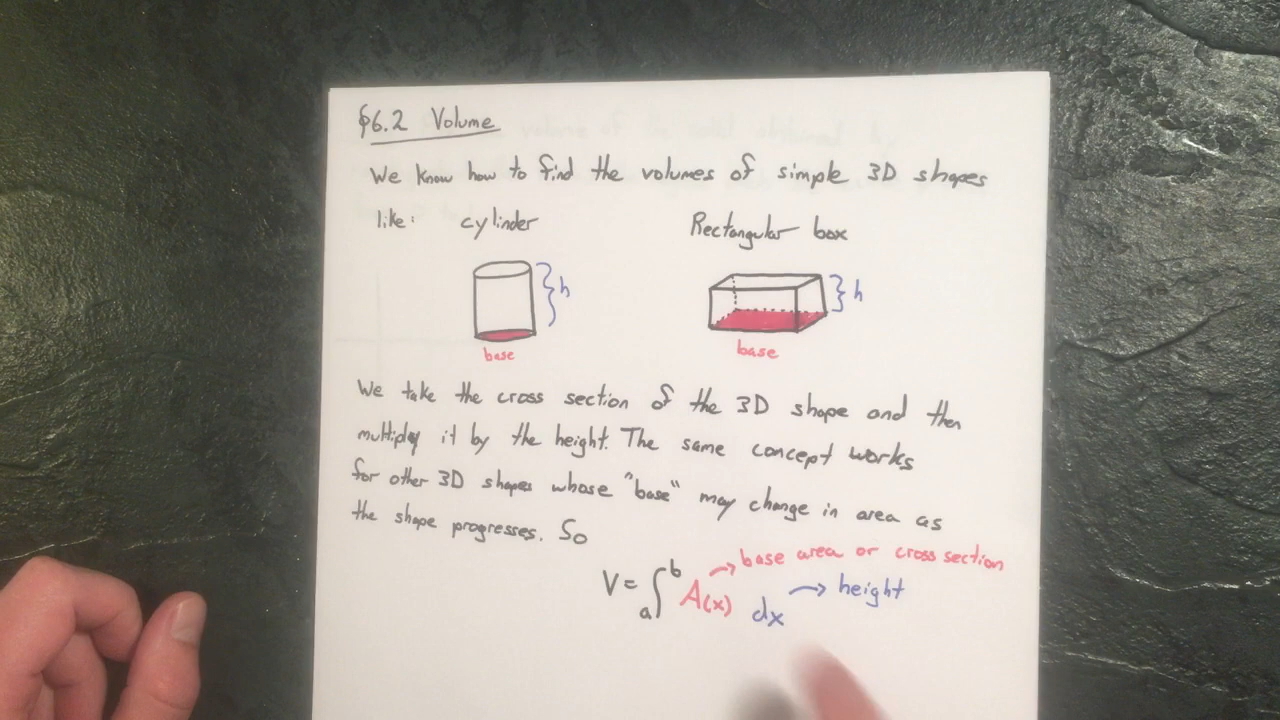 §6.2 Volume
We know how to find the volumes of simple 3D shapes
like: cylinder Rectangular box
h h
base base
We take the cross section of the 3D shape and then
multiply it by the height. The same concept works
for other 3D shapes whose "base" may change in area as
the shape progresses. So
V = ∫_a^b A(x) dx
→ base area or cross section
→ height